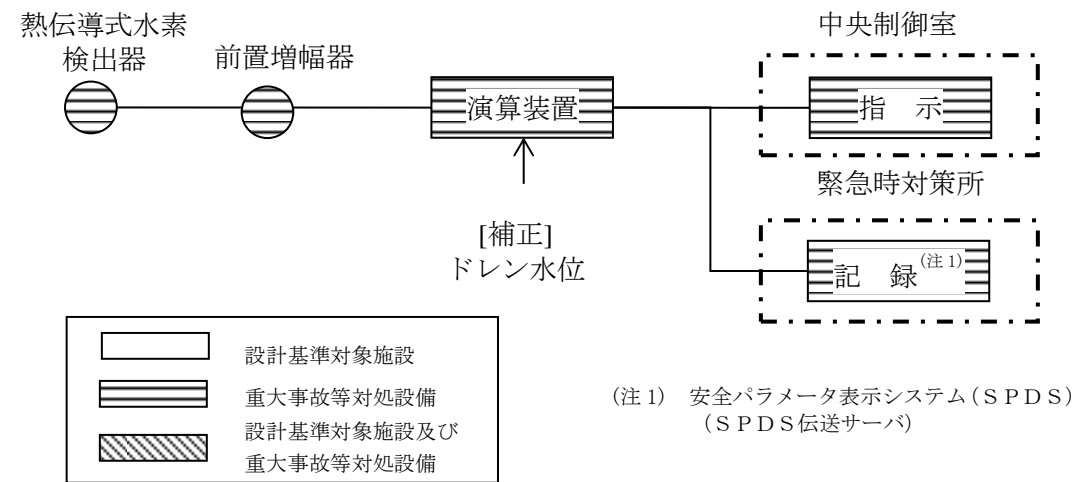 熱伝導式水素
検出器
前置増幅器
演算装置
[補正]
ドレン水位
中央制御室
指 示
緊急時対策所
記 録(注1)
設計基準対象施設
重大事故等対処設備
設計基準対象施設及び
重大事故等対処設備
(注1) 安全パラメータ表示システム(SPDS)
(SPDS伝送サーバ)